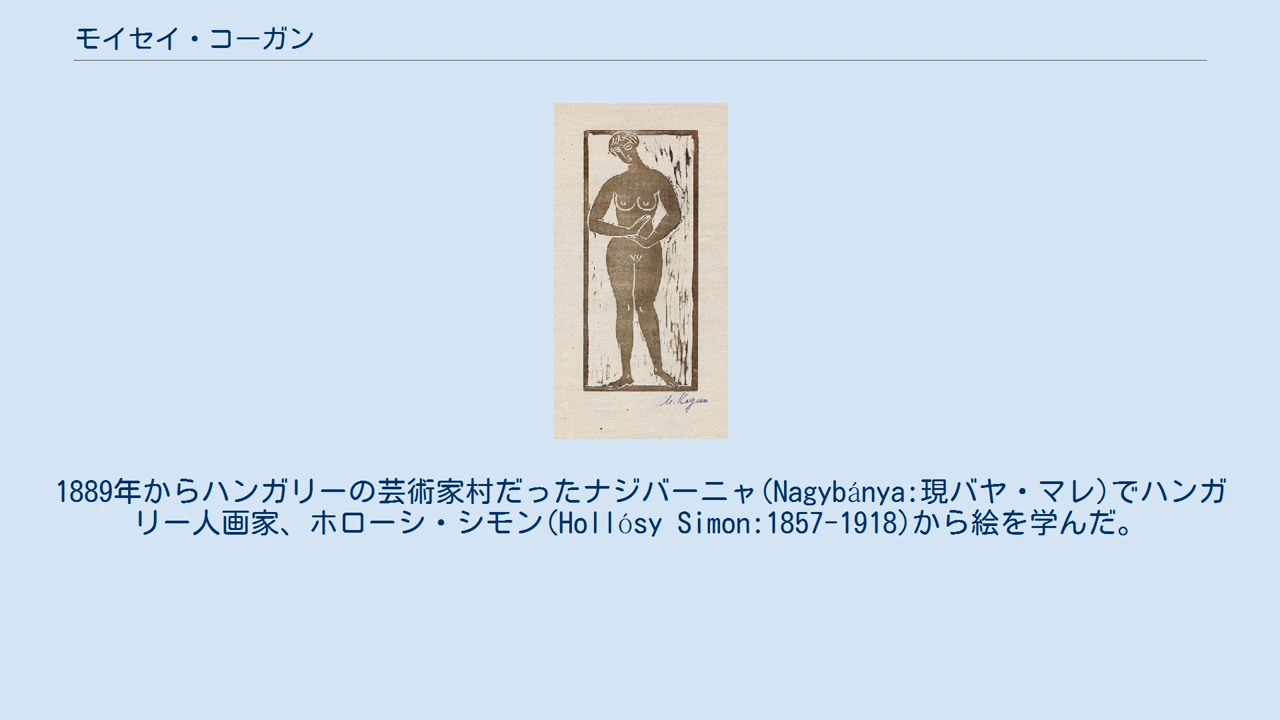 モイセイ・コーガン
M. Kogan
1889年からハンガリーの芸術家村だったナジバーニャ(Nagybánya:現バヤ・マレ)でハンガ
リー人画家、ホローシ・シモン(Hollósy Simon:1857-1918)から絵を学んだ。